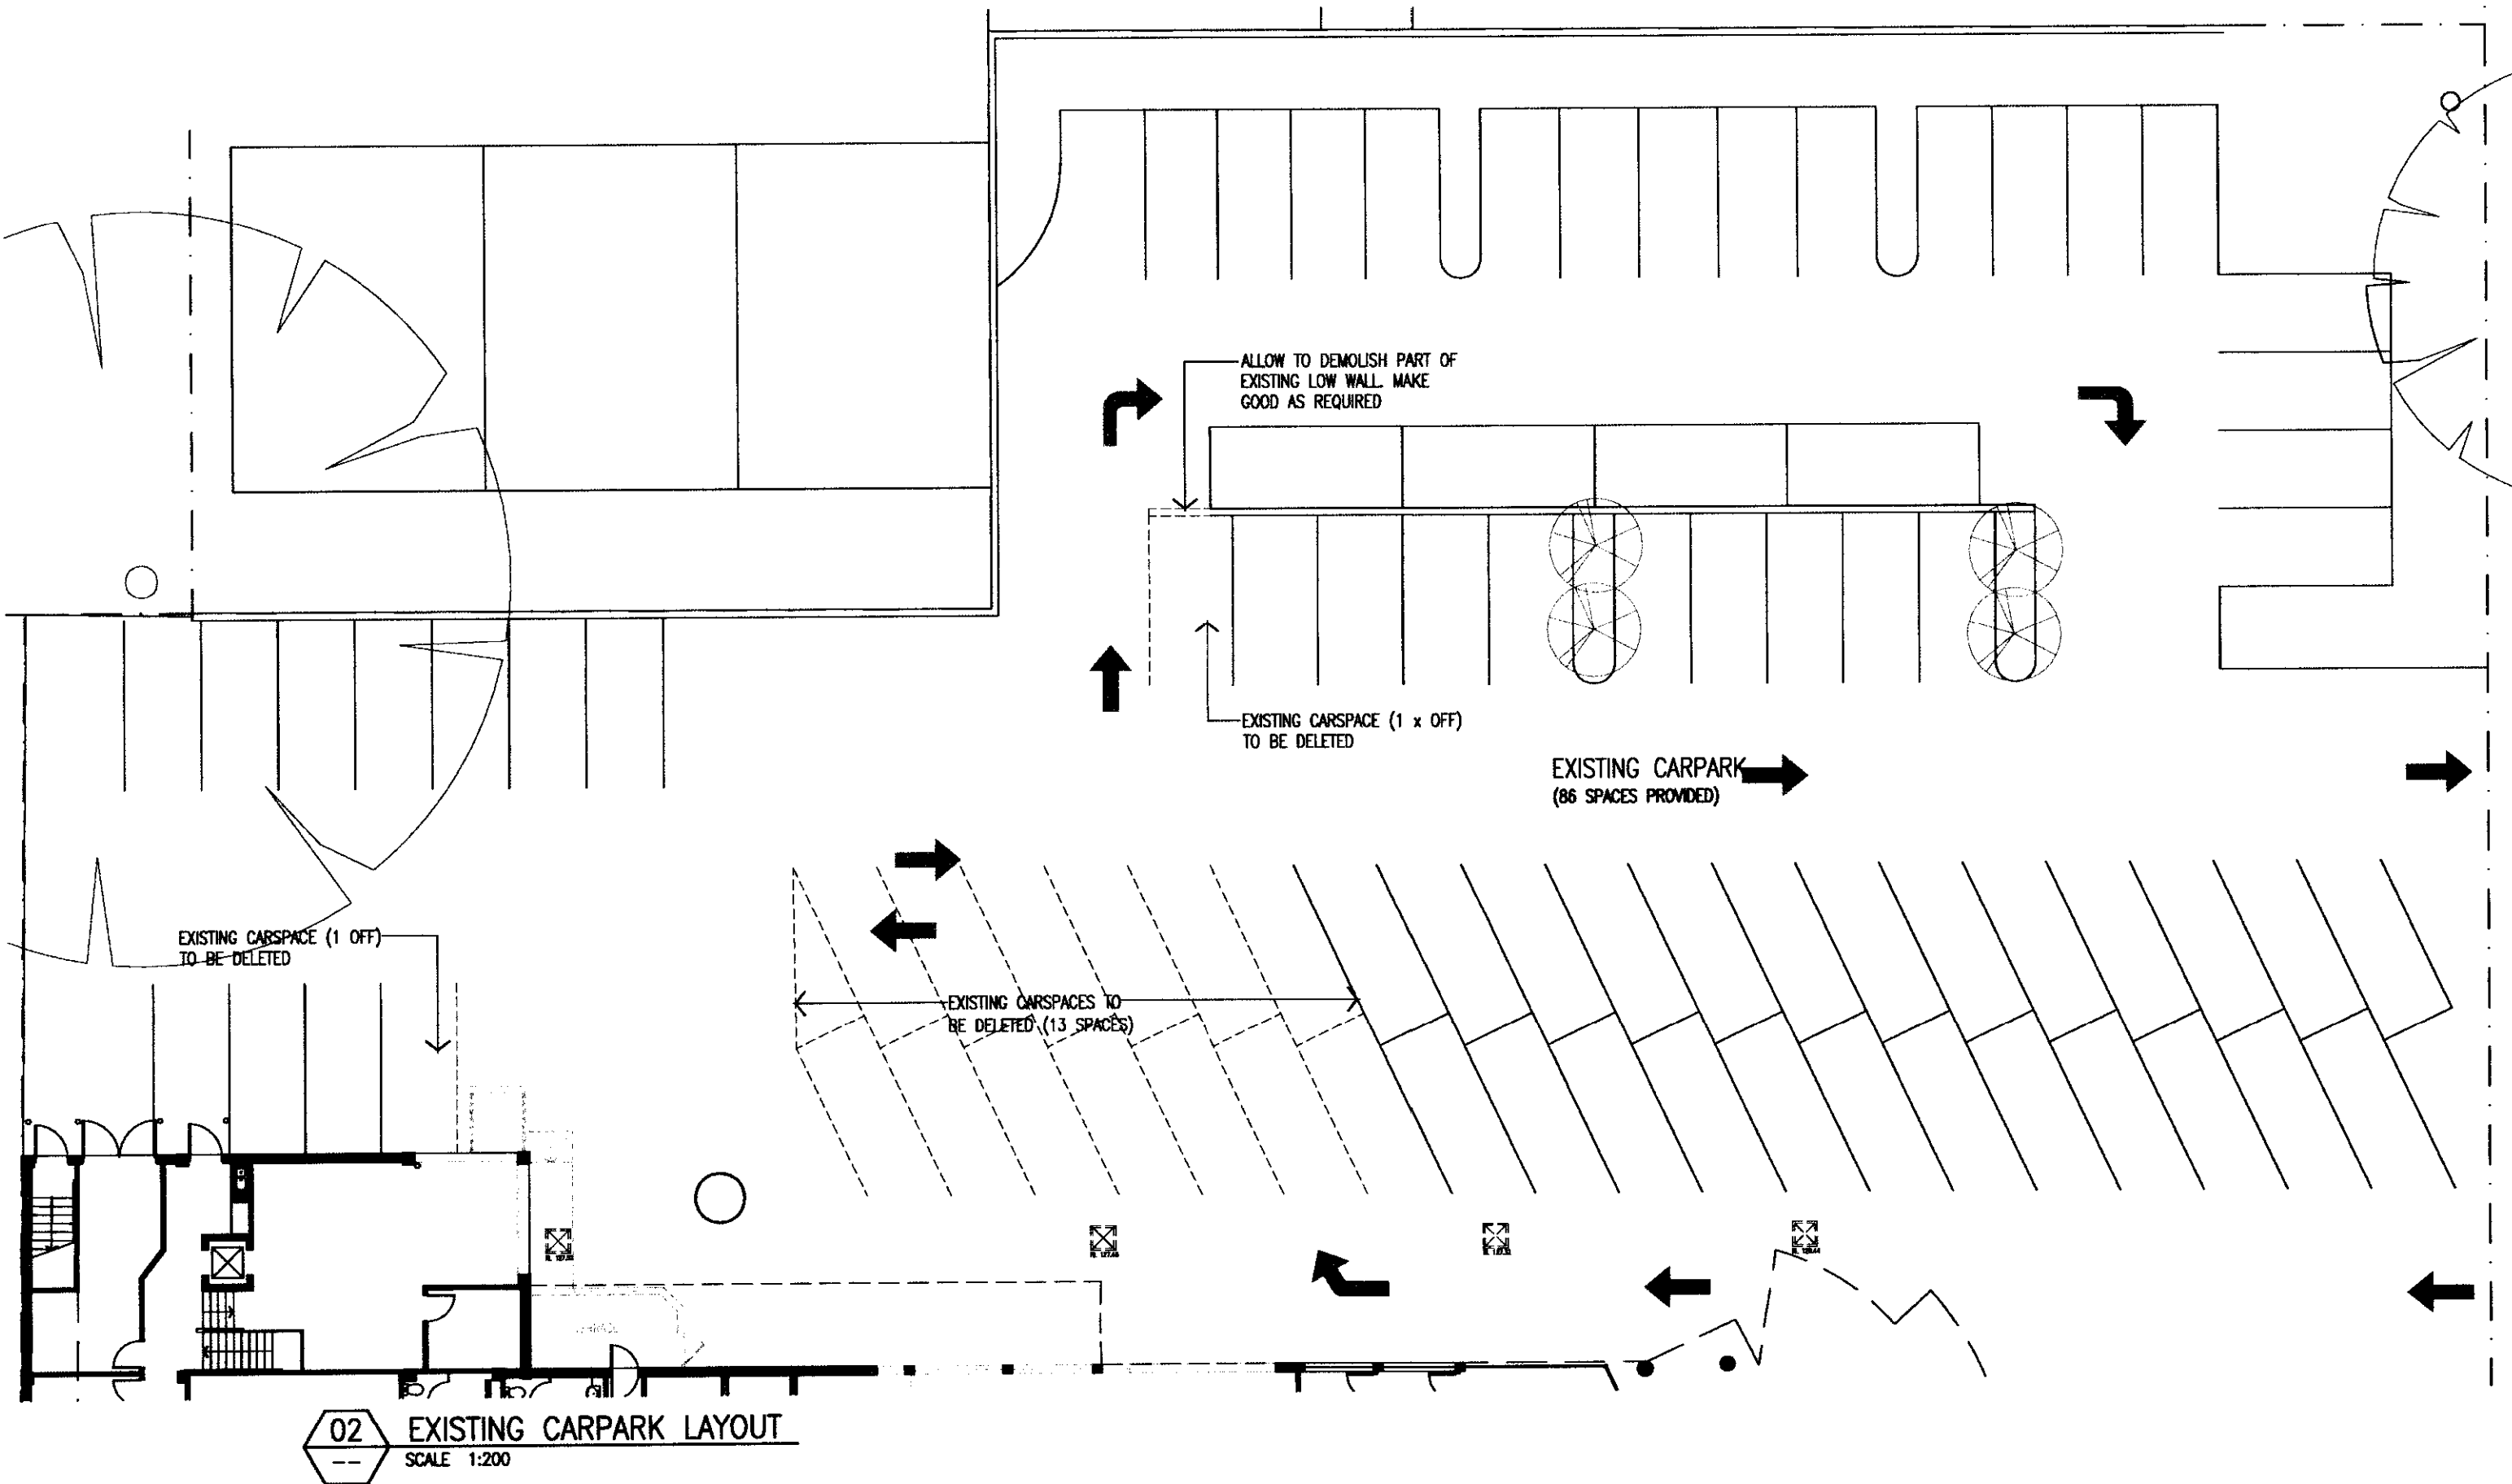 ALLOW TO DEMOLISH PART OF
EXISTING LOW WALL. MAKE
GOOD AS REQUIRED
EXISTING CARSPACE (1 x OFF)
TO BE DELETED
EXISTING CARPARK
(86 SPACES PROVIDED)
EXISTING CARSPACE (1 OFF)
TO BE DELETED
EXISTING CARSPACES TO
BE DELETED (13 SPACES)
02
--
EXISTING CARPARK LAYOUT
SCALE 1:200